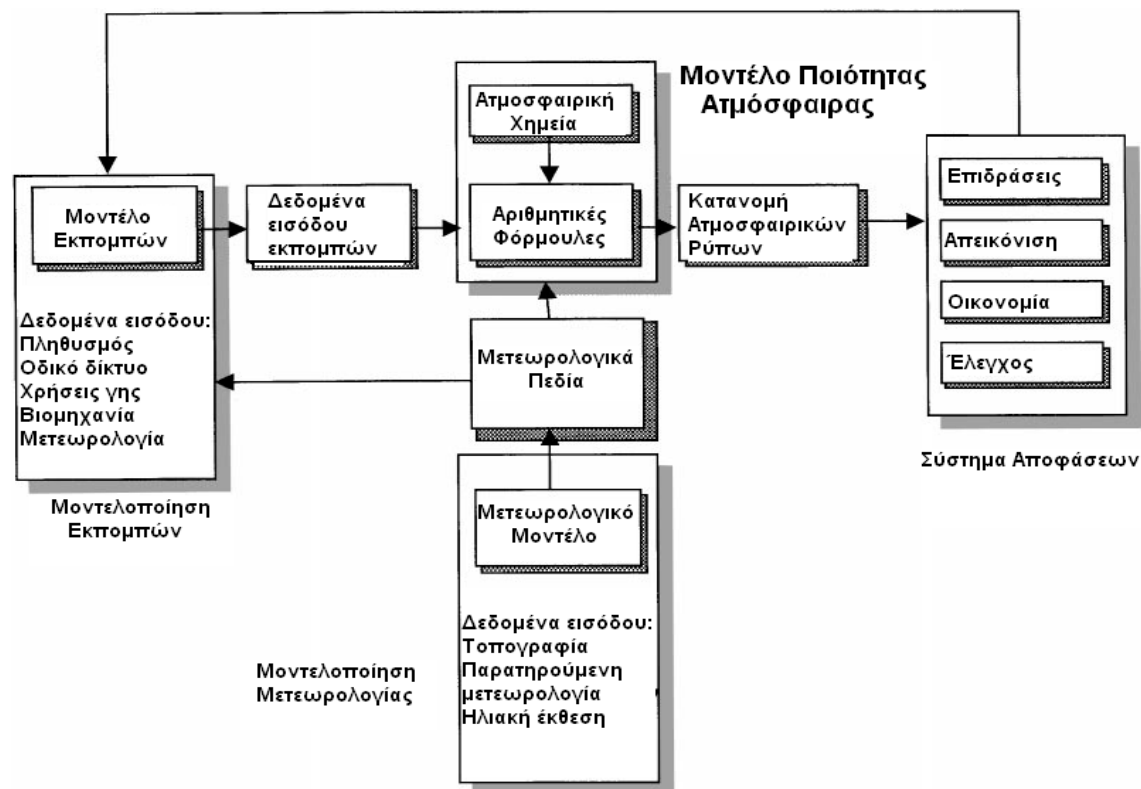 Μοντέλο Ποιότητας
Ατμόσφαιρας
Ατμοσφαιρική
Χημεία
Αριθμητικές
Φόρμουλες
Μοντέλο
Εκπομπών
Δεδομένα εισόδου:
Πληθυσμός
Οδικό δίκτυο
Χρήσεις γης
Βιομηχανία
Μετεωρολογία
Μοντελοποίηση
Εκπομπών
Δεδομένα
εισόδου
εκπομπών
Κατανομή
Ατμοσφαιρικών
Ρύπων
Επιδράσεις
Απεικόνιση
Οικονομία
Έλεγχος
Σύστημα Αποφάσεων
Μετεωρολογικά
Πεδία
Μετεωρολογικό
Μοντέλο
Δεδομένα εισόδου:
Τοπογραφία
Παρατηρούμενη
μετεωρολογία
Ηλιακή έκθεση
Μοντελοποίηση
Μετεωρολογίας